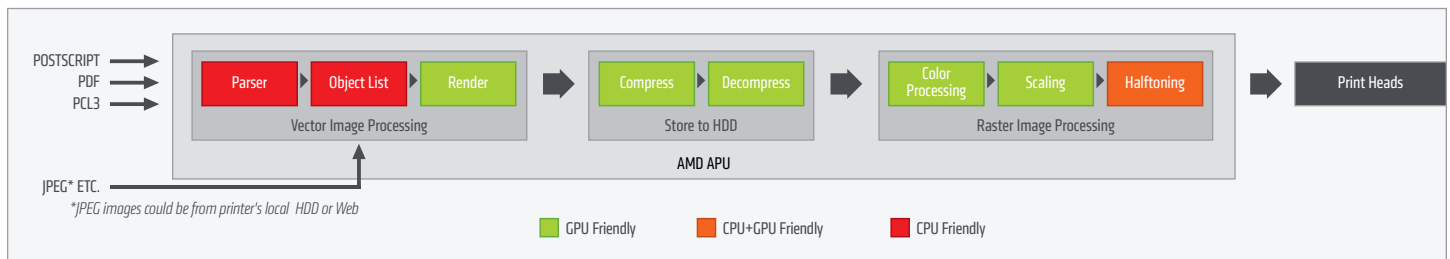 POSTSCRIPT
PDF
PCL3
JPEG* ETC.
*JPEG images could be from printer's local HDD or Web
Parser
Object List
Render
Vector Image Processing
Compress
Decompress
Store to HDD
Color
Processing
Scaling
Halftoning
Raster Image Processing
AMD APU
Print Heads
GPU Friendly
CPU+GPU Friendly
CPU Friendly